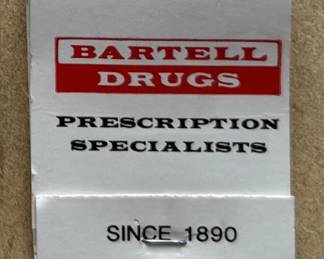 BARTELL
DRUGS
PRESCRIPTION
SPECIALISTS
SINCE 1890